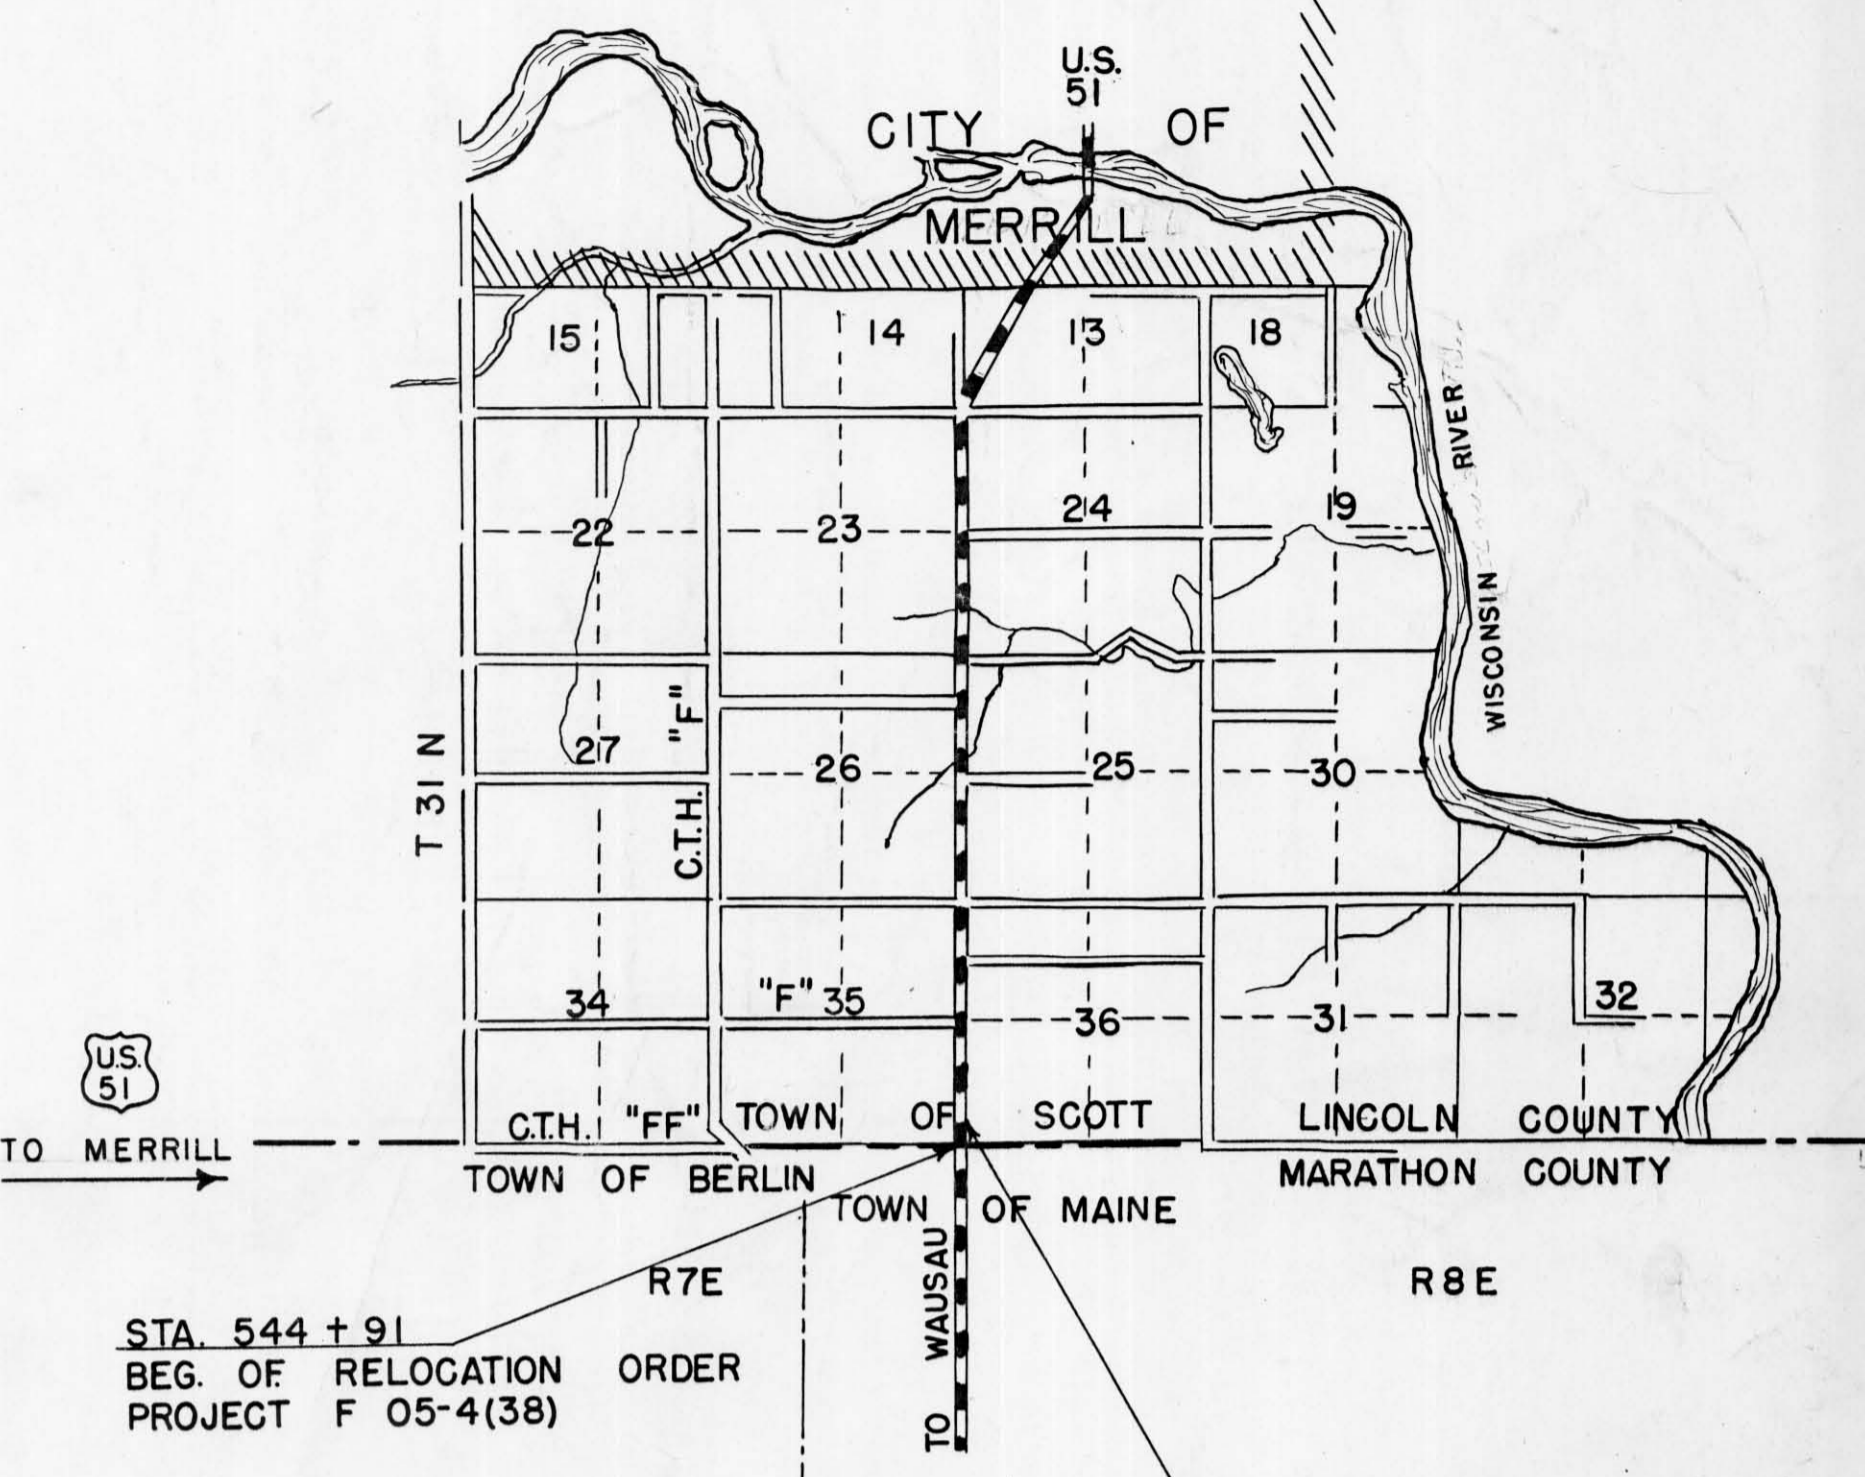 U.S.
51
CITY OF
MERRILL
15 14 13 18
RIVER
WISCONSIN
22 23 24 19
T 31 N
27 26 25 30
C.T.H. "F"
34 "F" 35 36 31 32
U.S.
51
TO MERRILL
C.T.H. "FF" TOWN OF SCOTT LINCOLN COUNTY
TOWN OF BERLIN MARATHON COUNTY
TOWN OF MAINE
TO WAUSAU
R7E R8E
STA. 544 + 91
BEG. OF RELOCATION ORDER
PROJECT F 05-4(38)